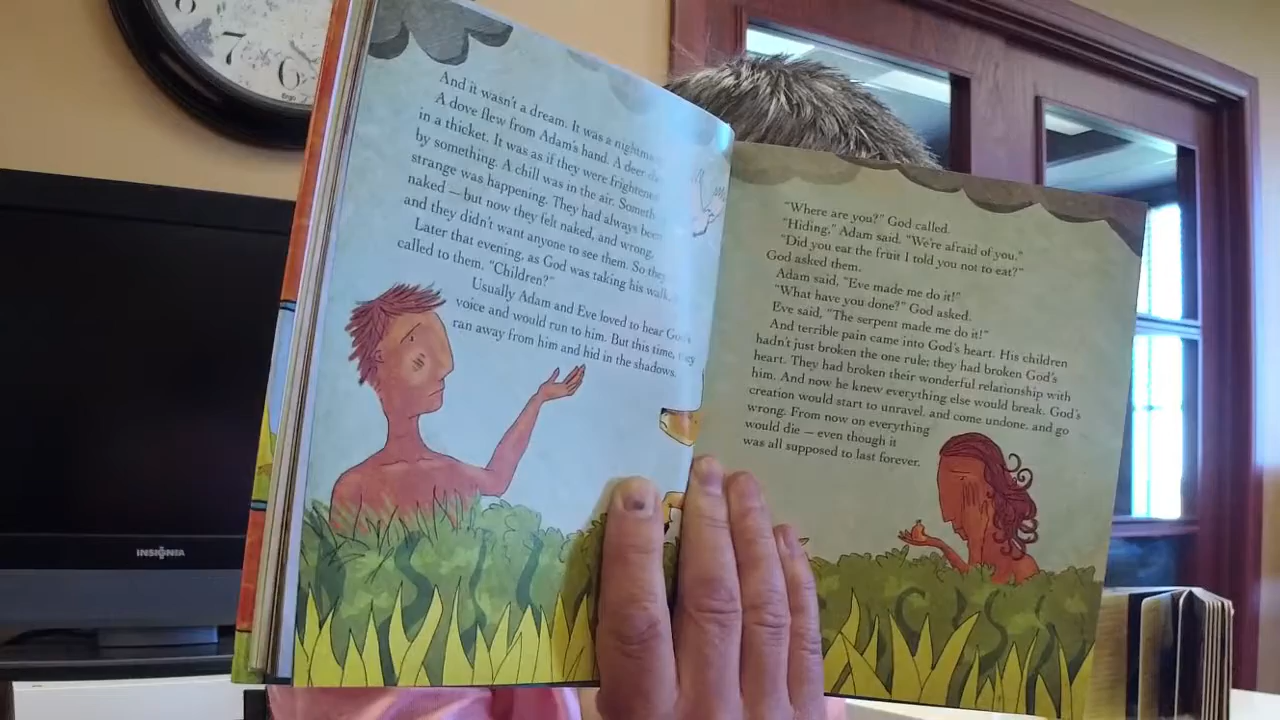 8
7
6
And it wasn't a dream. It was a
A dove flew from Adam's hand. A deer
in a thicket. It was as if they were
by something. A chill was in the air.
strange was happening. They had always been
naked – but now they felt naked, and wrong,
and they didn't want anyone to see them. So they
Later that evening, as God was taking his walk,
called to them. "Children?"
Usually Adam and Eve loved to hear
voice and would run to him. But this time,
ran away from him and hid in the shadows.
"Where are you?" God called.
"Hiding," Adam said. "We're afraid of you."
"Did you eat the fruit I told you not to eat?"
God asked them.
Adam said, "Eve made me do it!"
"What have you done?" God asked.
Eve said, "The serpent made me do it!"
And terrible pain came into God's heart. His children
hadn't just broken the one rule; they had broken God's
heart. They had broken their wonderful relationship with
him. And now he knew everything else would break. God's
creation would start to unravel, and come undone, and go
wrong. From now on everything
would die – even though it
was all supposed to last forever.
INSIGNIA